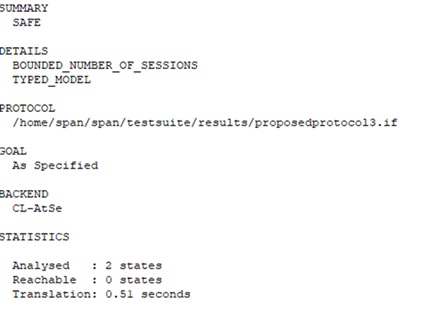 SUMMARY
SAFE
DETAILS
BOUNDED_NUMBER_OF_SESSIONS
TYPED_MODEL
PROTOCOL
/home/span/span/testsuite/results/proposedprotocol3.if
GOAL
As Specified
BACKEND
CL-AtSe
STATISTICS
Analysed : 2 states
Reachable : 0 states
Translation: 0.51 seconds